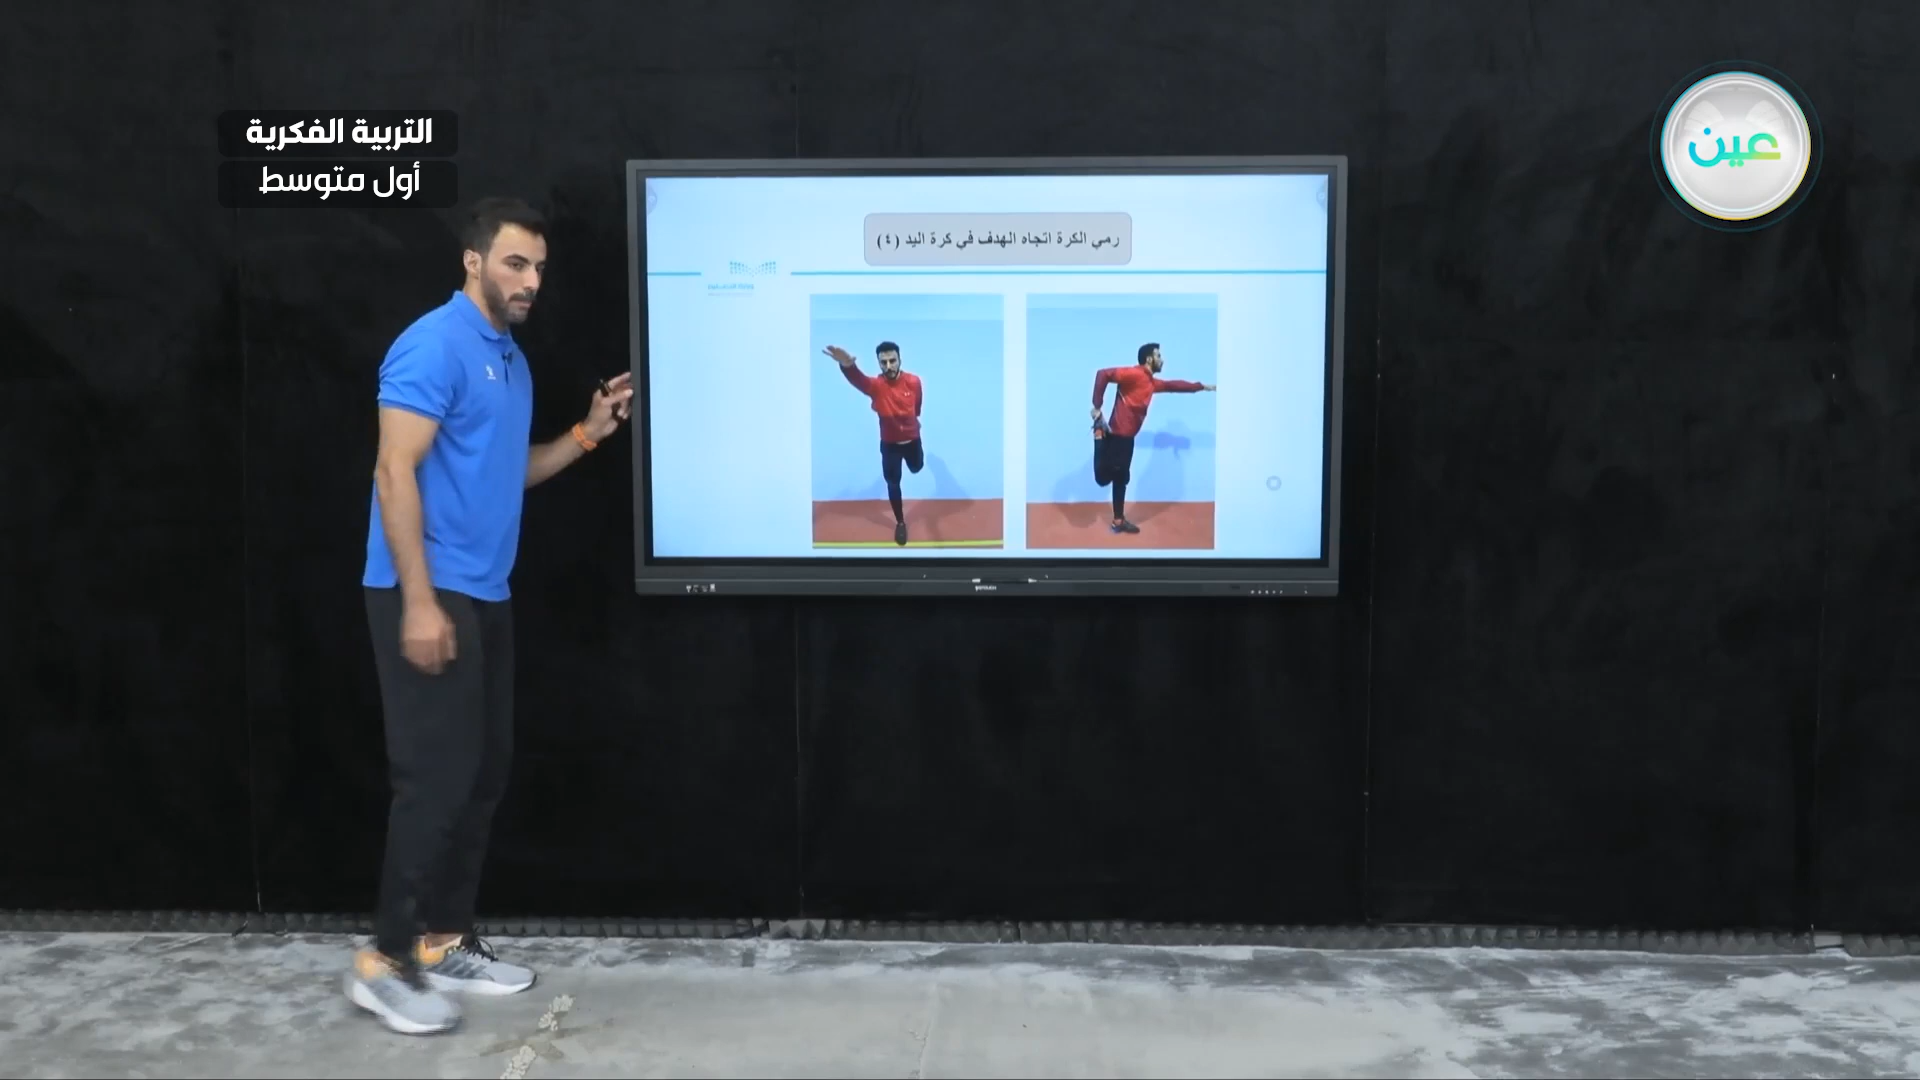 التربية الفكرية
أول متوسط
عين
رمي الكرة اتجاه الهدف في كرة اليد (٤)